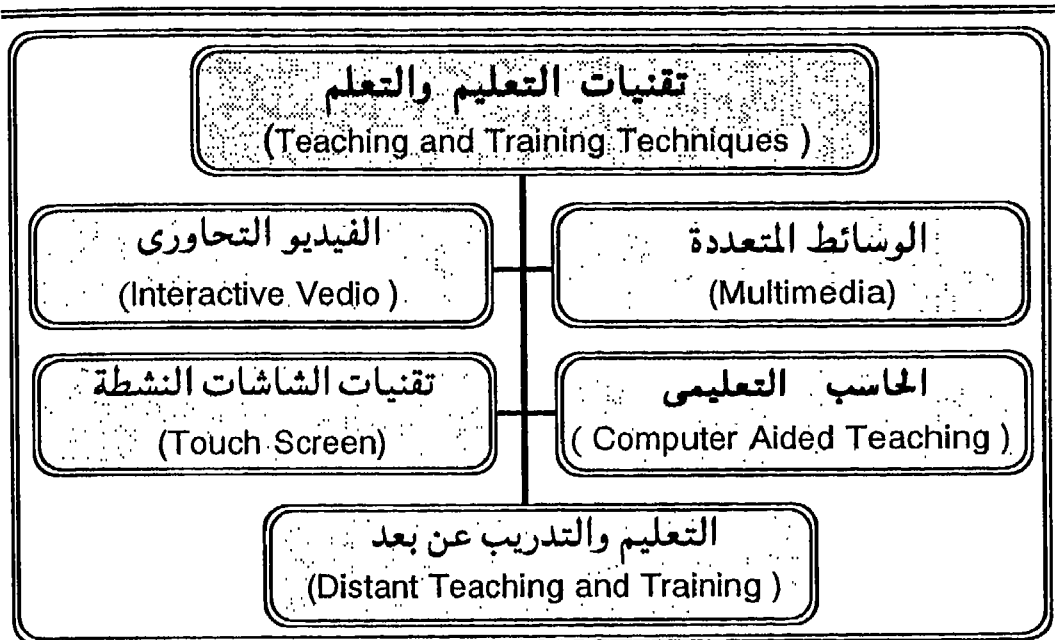 تقنيات التعليم والتعلم
(Teaching and Training Techniques )
الوسائط المتعددة
(Multimedia)
الفيديو التحاورى
(Interactive Vedio )
الحاسب التعليمى
( Computer Aided Teaching )
تقنيات الشاشات النشطة
(Touch Screen)
التعليم والتدريب عن بعد
(Distant Teaching and Training )